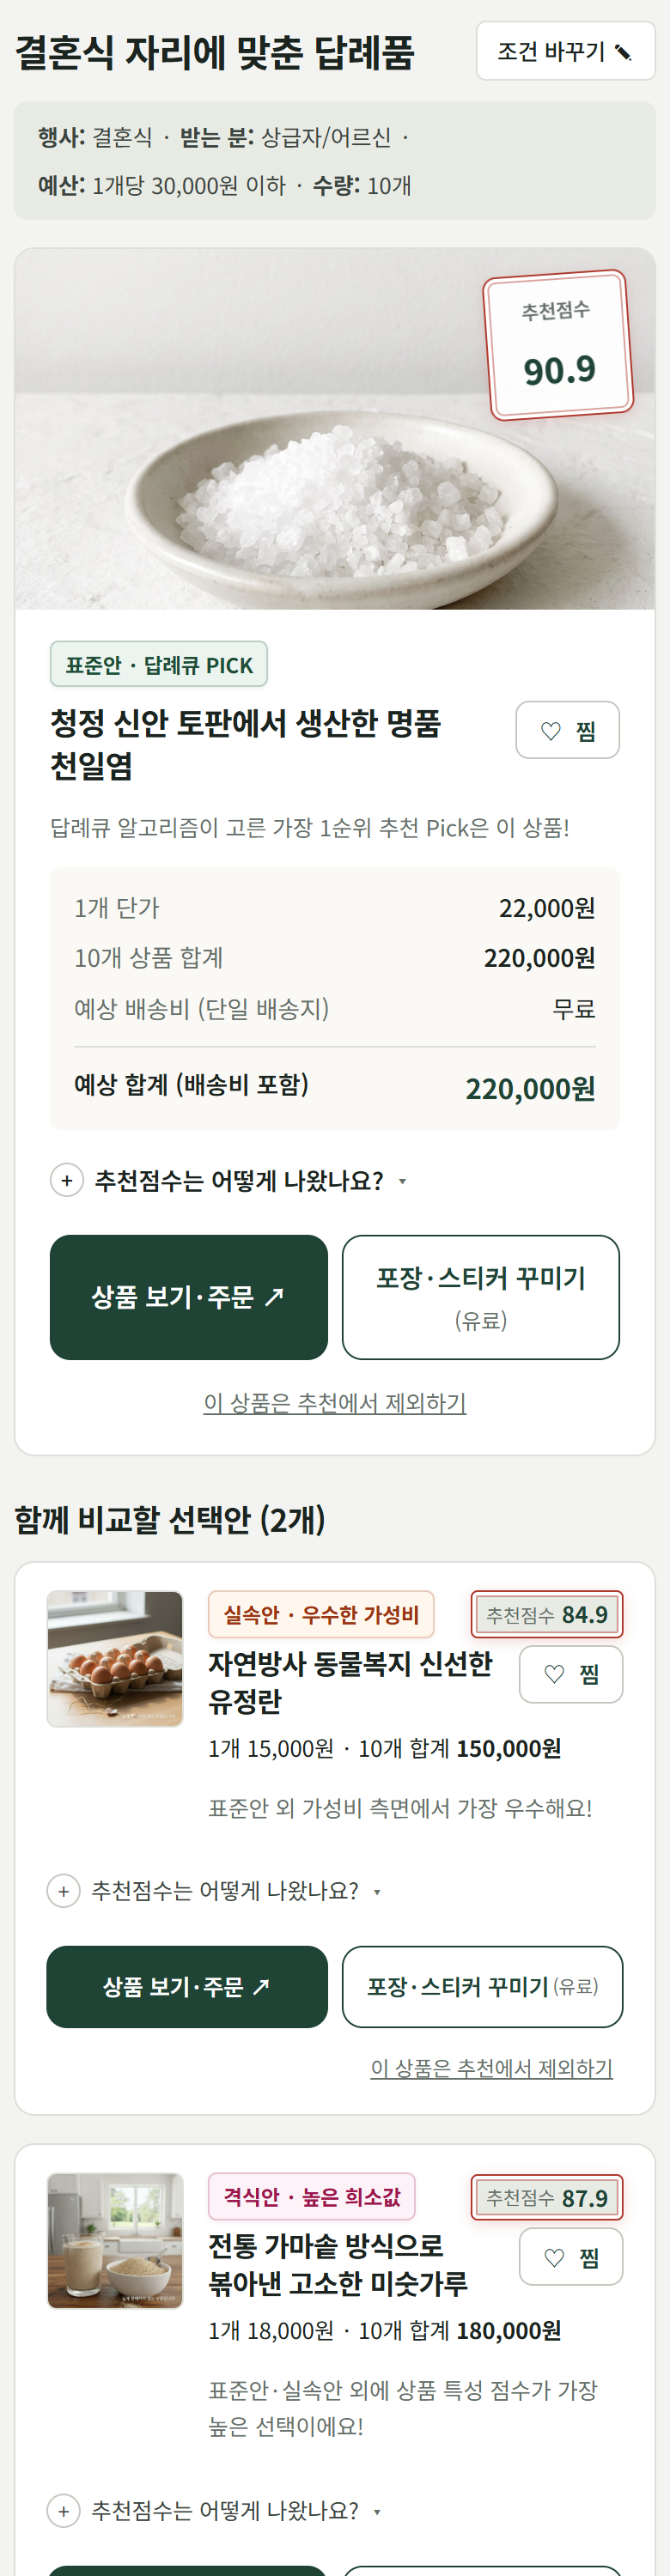 결혼식 자리에 맞춘 답례품
조건 바꾸기
행사: 결혼식 · 받는 분: 상급자/어르신 ·
예산: 1개당 30,000원 이하 · 수량: 10개
추천점수
90.9
표준안 · 답례큐 PICK
청정 신안 토판에서 생산한 명품
천일염
♡ 찜
답례큐 알고리즘이 고른 가장 1순위 추천 Pick은 이 상품!
1개 단가 22,000원
10개 상품 합계 220,000원
예상 배송비 (단일 배송지) 무료
예상 합계 (배송비 포함) 220,000원
+ 추천점수는 어떻게 나왔나요? ▾
상품 보기·주문 ↗
포장·스티커 꾸미기
(유료)
이 상품은 추천에서 제외하기
함께 비교할 선택안 (2개)
실속안 · 우수한 가성비
추천점수 84.9
자연방사 동물복지 신선한
유정란
♡ 찜
1개 15,000원 · 10개 합계 150,000원
표준안 외 가성비 측면에서 가장 우수해요!
+ 추천점수는 어떻게 나왔나요? ▾
상품 보기·주문 ↗
포장·스티커 꾸미기 (유료)
이 상품은 추천에서 제외하기
격식안 · 높은 희소값
추천점수 87.9
전통 가마솥 방식으로
볶아낸 고소한 미숫가루
♡ 찜
1개 18,000원 · 10개 합계 180,000원
표준안·실속안 외에 상품 특성 점수가 가장
높은 선택이에요!
+ 추천점수는 어떻게 나왔나요? ▾